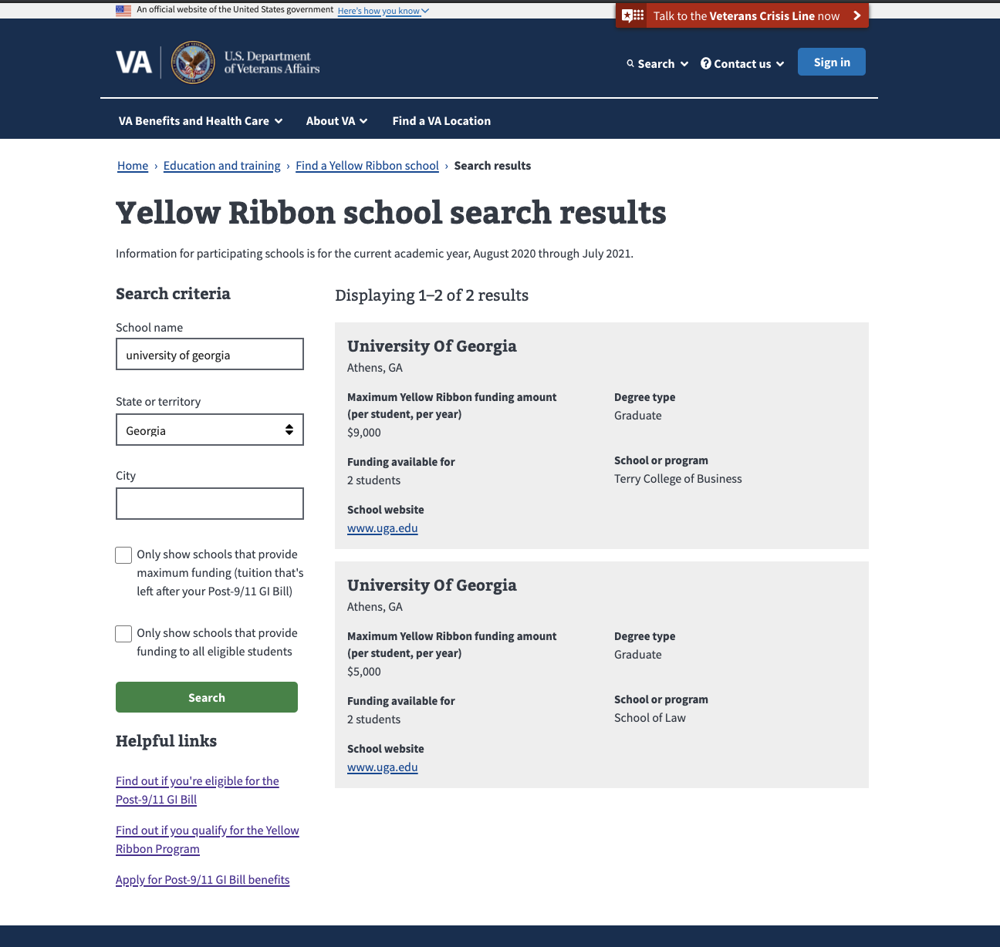 An official website of the United States government Here's how you know
Talk to the Veterans Crisis Line now
VA
U.S. Department
of Veterans Affairs
Search
Contact us
Sign in
VA Benefits and Health Care
About VA
Find a VA Location
Home › Education and training › Find a Yellow Ribbon school › Search results
Yellow Ribbon school search results
Information for participating schools is for the current academic year, August 2020 through July 2021.
Search criteria
School name
university of georgia
State or territory
Georgia
City
Only show schools that provide
maximum funding (tuition that's
left after your Post-9/11 GI Bill)
Only show schools that provide
funding to all eligible students
Search
Helpful links
Find out if you're eligible for the
Post-9/11 GI Bill
Find out if you qualify for the Yellow
Ribbon Program
Apply for Post-9/11 GI Bill benefits
Displaying 1–2 of 2 results
University Of Georgia
Athens, GA
Maximum Yellow Ribbon funding amount
(per student, per year)
$9,000
Funding available for
2 students
School website
www.uga.edu
Degree type
Graduate
School or program
Terry College of Business
University Of Georgia
Athens, GA
Maximum Yellow Ribbon funding amount
(per student, per year)
$5,000
Funding available for
2 students
School website
www.uga.edu
Degree type
Graduate
School or program
School of Law